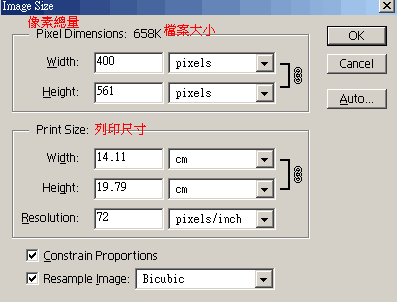 Image Size
像素總量
Pixel Dimensions: 658K 檔案大小
OK
Width: 400 pixels
Cancel
Height: 561 pixels
Auto...
Print Size: 列印尺寸
Width: 14.11 cm
Height: 19.79 cm
Resolution: 72 pixels/inch
Constrain Proportions
Resample Image: Bicubic